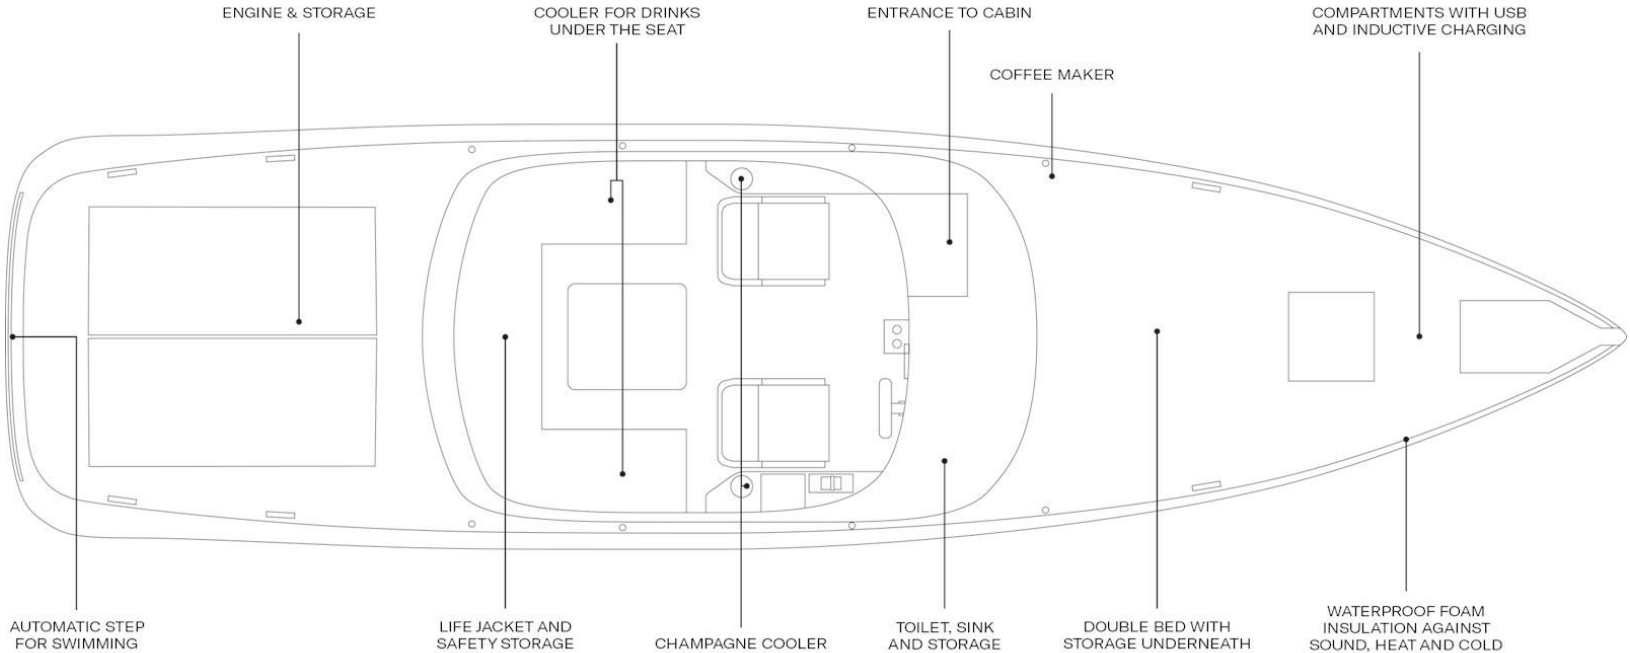 ENGINE & STORAGE
COOLER FOR DRINKS
UNDER THE SEAT
ENTRANCE TO CABIN
COMPARTMENTS WITH USB
AND INDUCTIVE CHARGING
COFFEE MAKER
AUTOMATIC STEP
FOR SWIMMING
LIFE JACKET AND
SAFETY STORAGE
CHAMPAGNE COOLER
TOILET, SINK
AND STORAGE
DOUBLE BED WITH
STORAGE UNDERNEATH
WATERPROOF FOAM
INSULATION AGAINST
SOUND, HEAT AND COLD